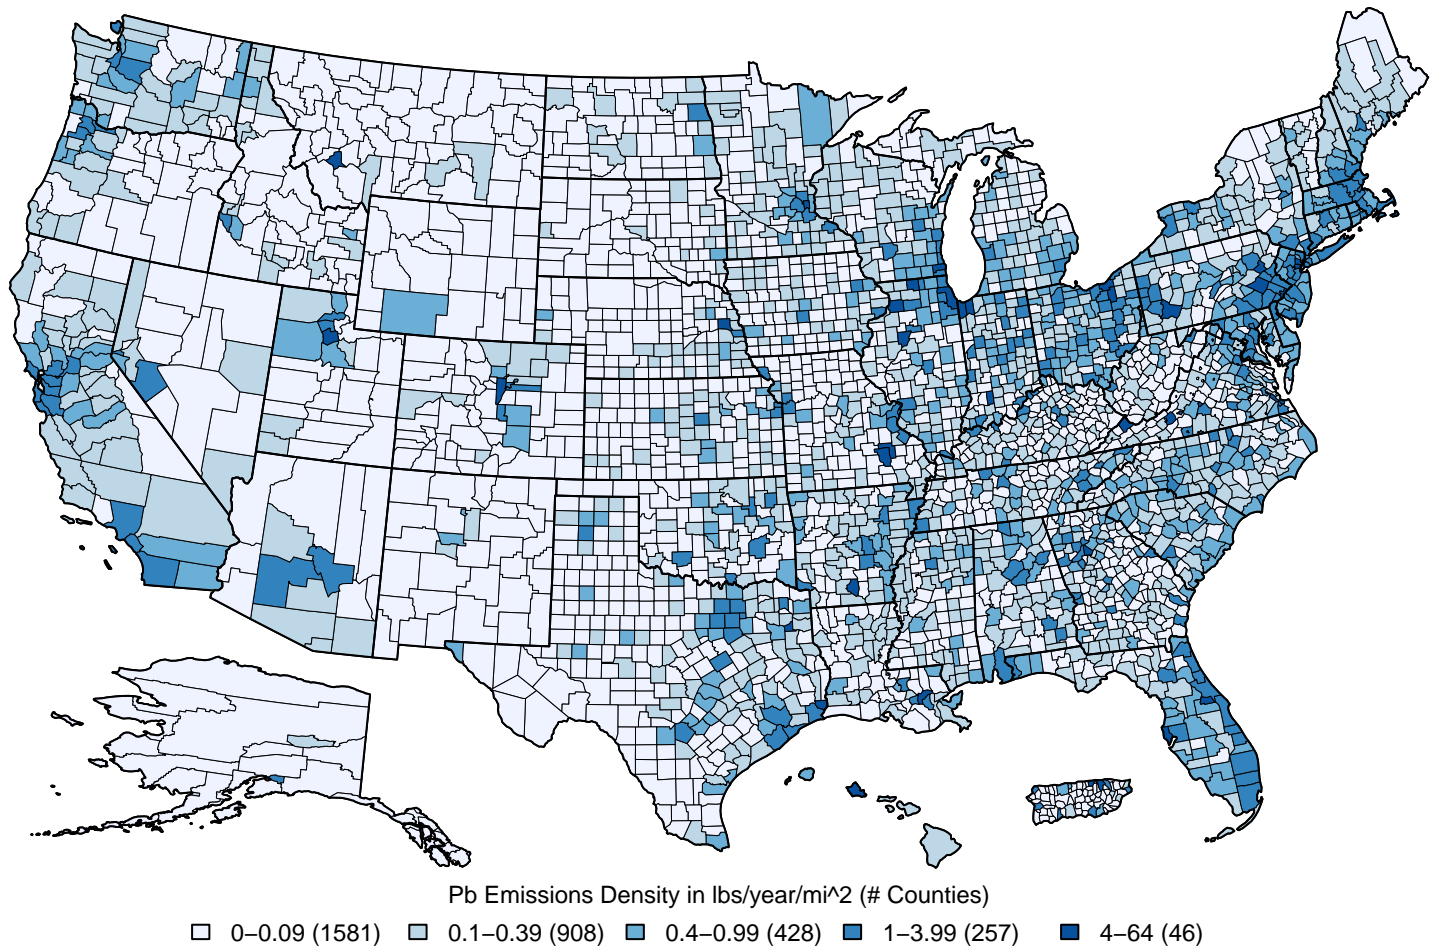 Pb Emissions Density in lbs/year/mi^2 (# Counties)
0−0.09 (1581) 0.1−0.39 (908) 0.4−0.99 (428) 1−3.99 (257) 4−64 (46)